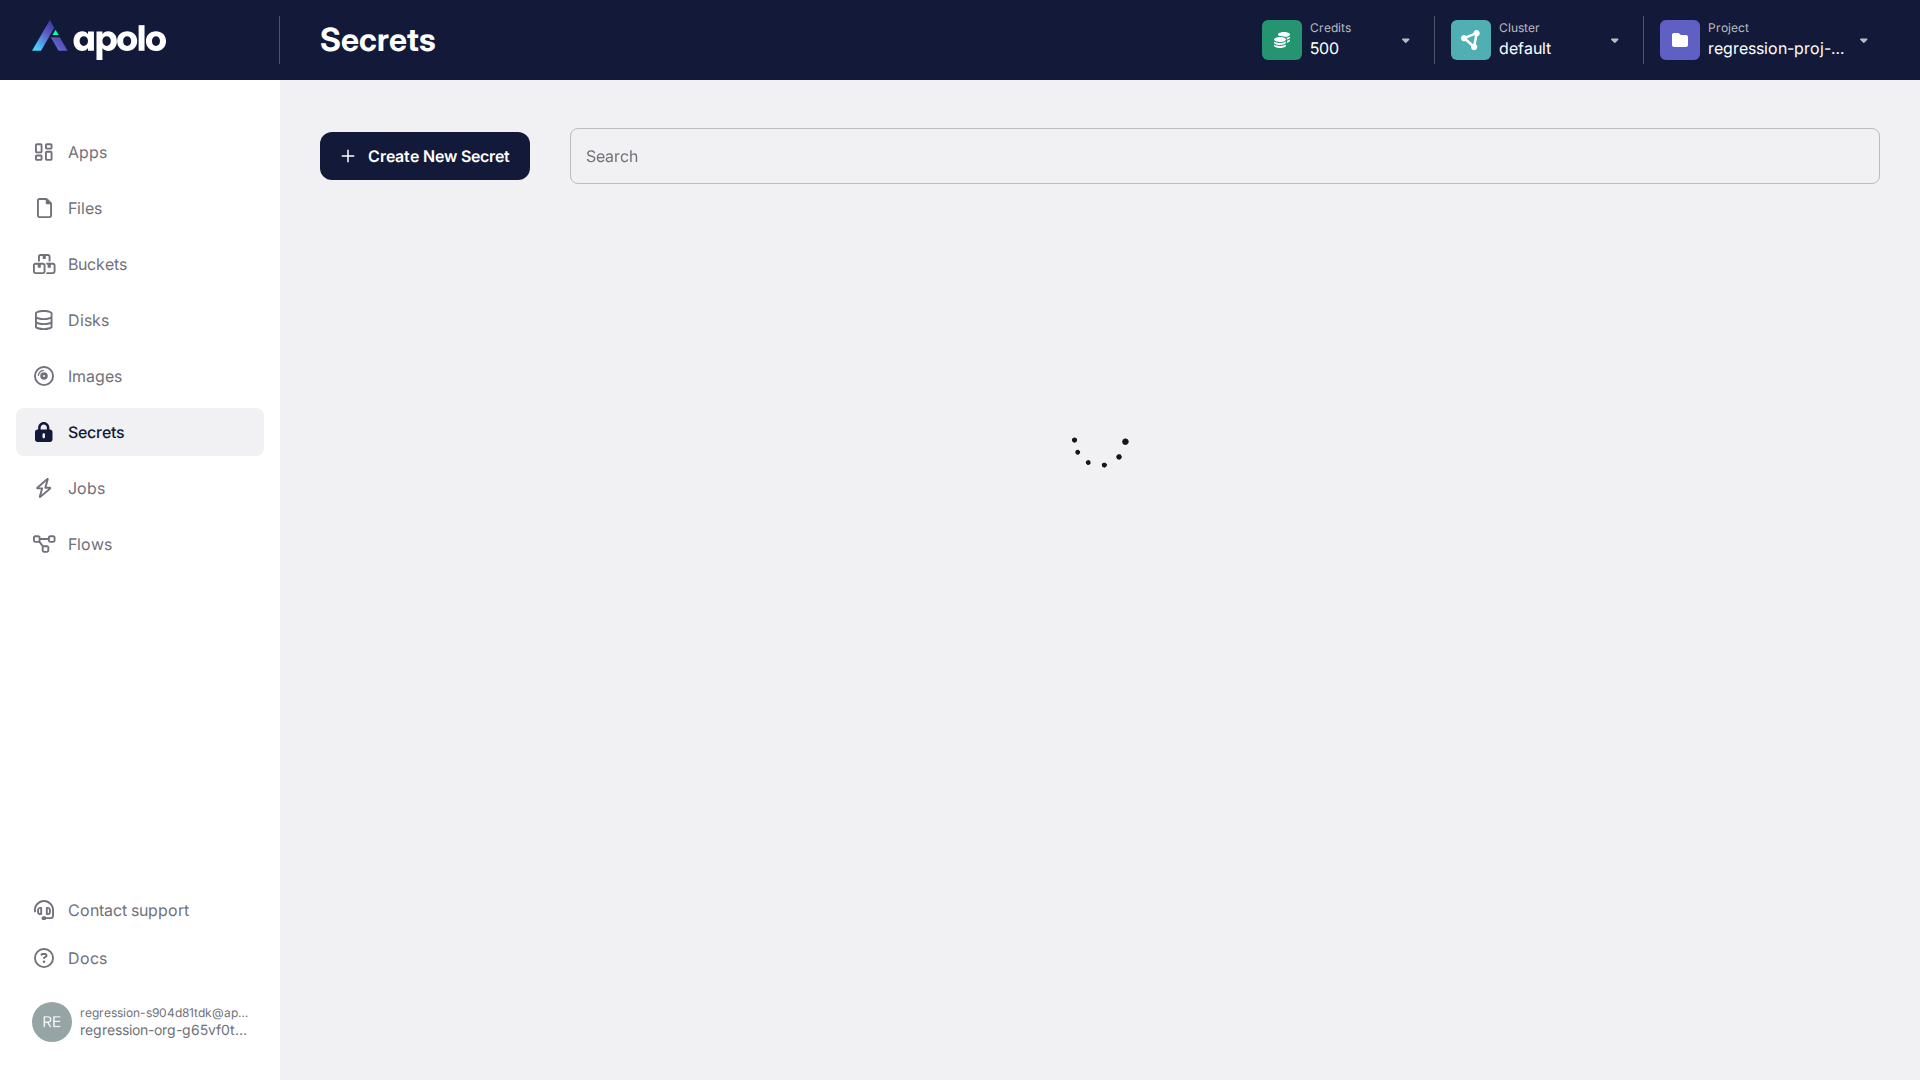 apolo
Secrets
Credits
500
Cluster
default
Project
regression-proj-...
Apps
Files
Buckets
Disks
Images
Secrets
Jobs
Flows
Create New Secret
Search
Contact support
Docs
RE
regression-s904d81tdk@ap...
regression-org-g65vf0t...